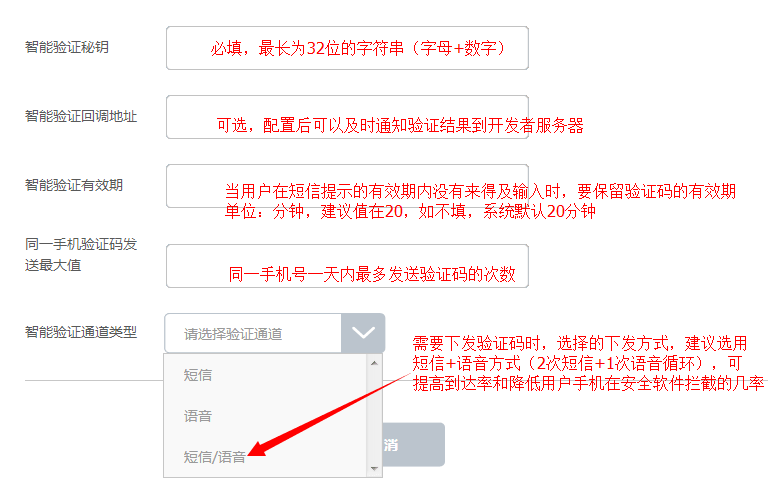 智能验证秘钥
必填，最长为32位的字符串（字母+数字）
智能验证回调地址
可选，配置后可以及时通知验证结果到开发者服务器
智能验证有效期
当用户在短信提示的有效期内没有来得及输入时，要保留验证码的有效期
单位：分钟，建议值在20，如不填，系统默认20分钟
同一手机验证码发
送最大值
同一手机号一天内最多发送验证码的次数
智能验证通道类型
请选择验证通道
需要下发验证码时，选择的下发方式，建议选用
短信+语音方式（2次短信+1次语音循环），可
提高到达率和降低用户手机在安全软件拦截的几率
短信
语音
短信/语音
消